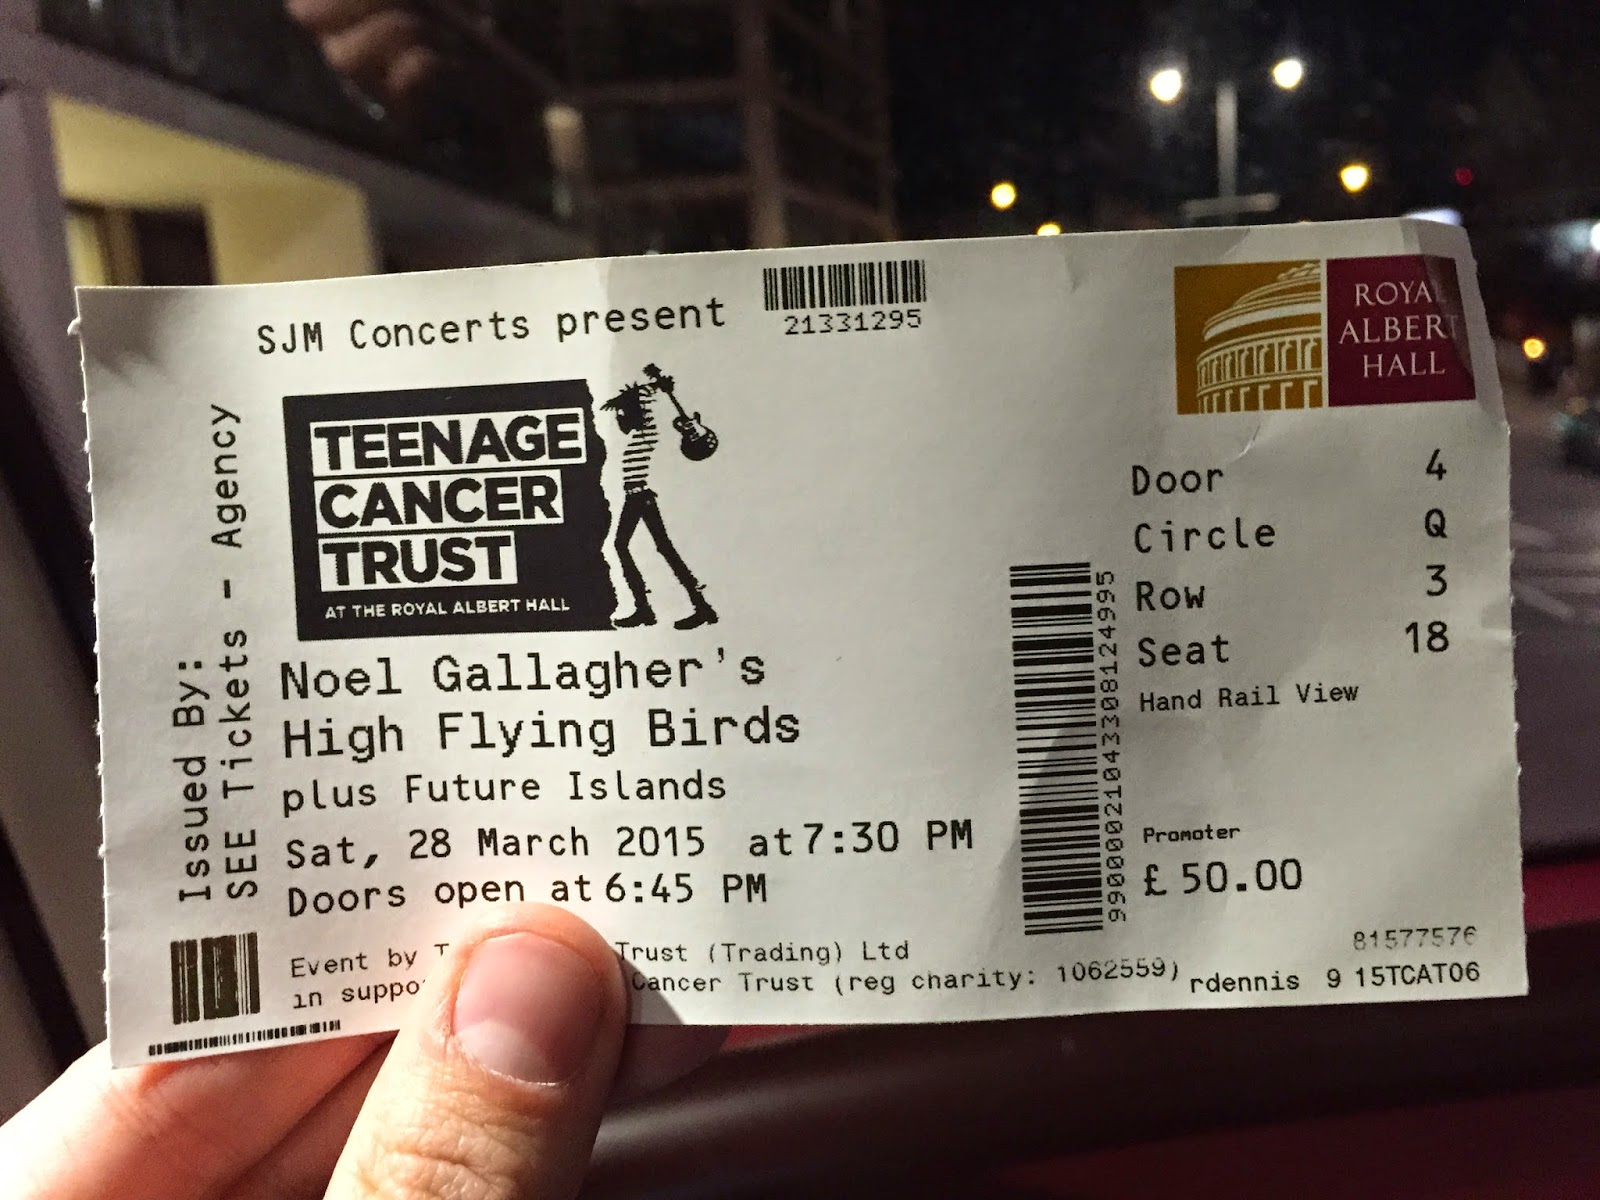 SJM Concerts present
21331295
ROYAL
ALBERT
HALL
Issued By:
SEE Tickets - Agency
TEENAGE
CANCER
TRUST
AT THE ROYAL ALBERT HALL
Noel Gallagher's
High Flying Birds
plus Future Islands
Sat, 28 March 2015 at 7:30 PM
Doors open at 6:45 PM
Event by Trust (Trading) Ltd
in Cancer Trust (reg charity: 1062559)
99000021043308124995
Door 4
Circle Q
Row 3
Seat 18
Hand Rail View
Promoter
£ 50.00
81577576
rdennis 9 15TCAT06